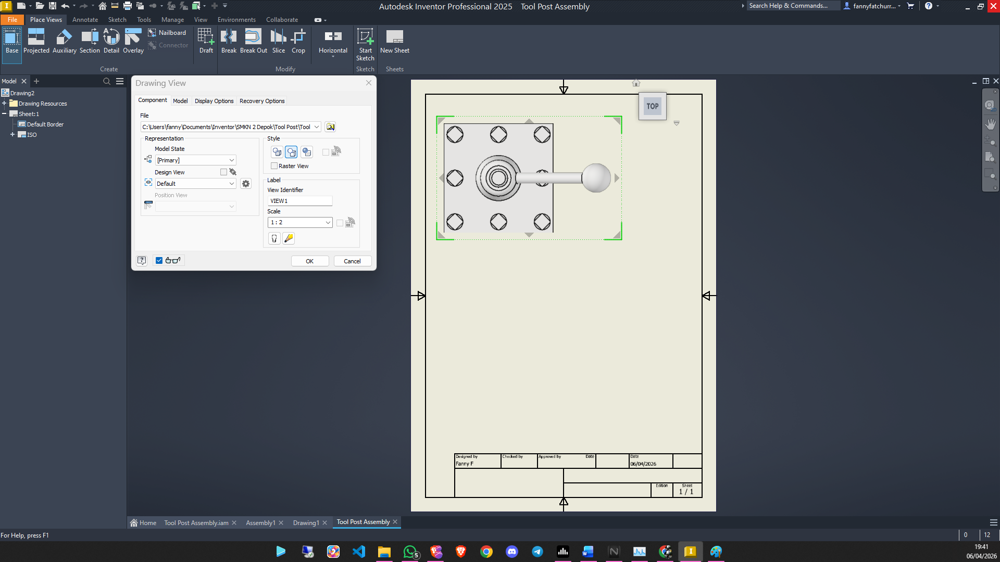 Autodesk Inventor Professional 2025 Tool Post Assembly
Search Help & Commands...
fannyfatchurr...
File Place Views Annotate Sketch Tools Manage View Environments Collaborate
Base Projected Auxiliary Section Detail Overlay
Nailboard
Connector
Draft
Break Break Out Slice Crop
Horizontal
Start Sketch
New Sheet
Create
Modify
Sketch
Sheets
Model
Drawing2
Drawing Resources
Sheet:1
Default Border
ISO
Drawing View
Component Model Display Options Recovery Options
File
C:\Users\fanny\Documents\Inventor\SMKN 2 Depok\Tool Post\Tool
Representation
Model State
[Primary]
Design View
Default
Position View
Style
Raster View
Label
View Identifier
VIEW1
Scale
1 : 2
OK
Cancel
TOP
Designed by
Fanny F
Checked by
Approved by
Date
Date
06/04/2026
Edition
Sheet
1 / 1
Home
Tool Post Assembly.iam
Assembly1
Drawing1
Tool Post Assembly
For Help, press F1
0
12
5
19:41
06/04/2026